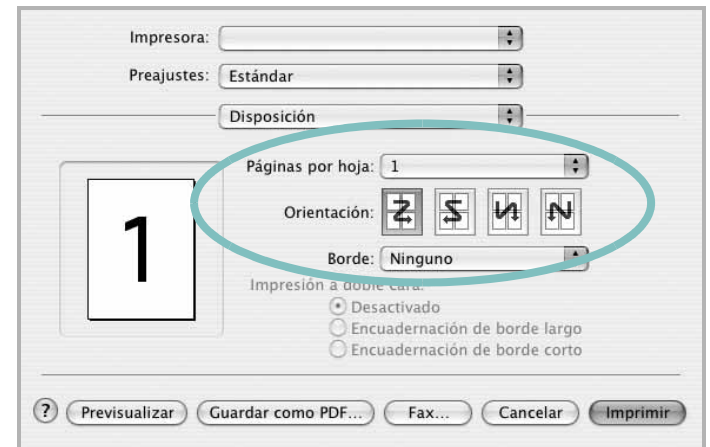 Impresora:
Preajustes: Estándar
Disposición
Páginas por hoja: 1
1
Orientación:
Borde: Ninguno
Impresión a doble cara:
Desactivado
Encuadernación de borde largo
Encuadernación de borde corto
? Previsualizar Guardar como PDF... Fax... Cancelar Imprimir